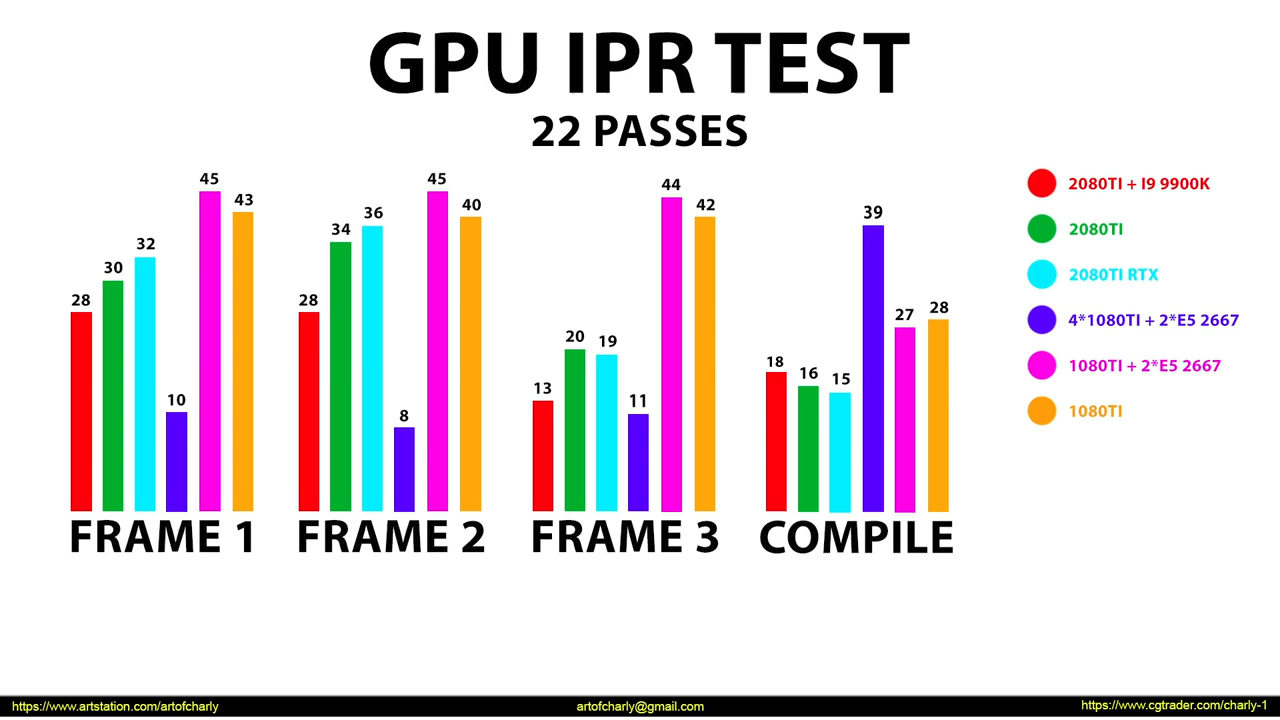 GPU IPR TEST
22 PASSES
28 30 32 10 45 43
FRAME 1
28 34 36 8 45 40
FRAME 2
13 20 19 11 44 42
FRAME 3
18 16 15 39 27 28
COMPILE
2080TI + I9 9900K
2080TI
2080TI RTX
4*1080TI + 2*E5 2667
1080TI + 2*E5 2667
1080TI
https://www.artstation.com/artofcharly
artofcharly@gmail.com
https://www.cgtrader.com/charly-1